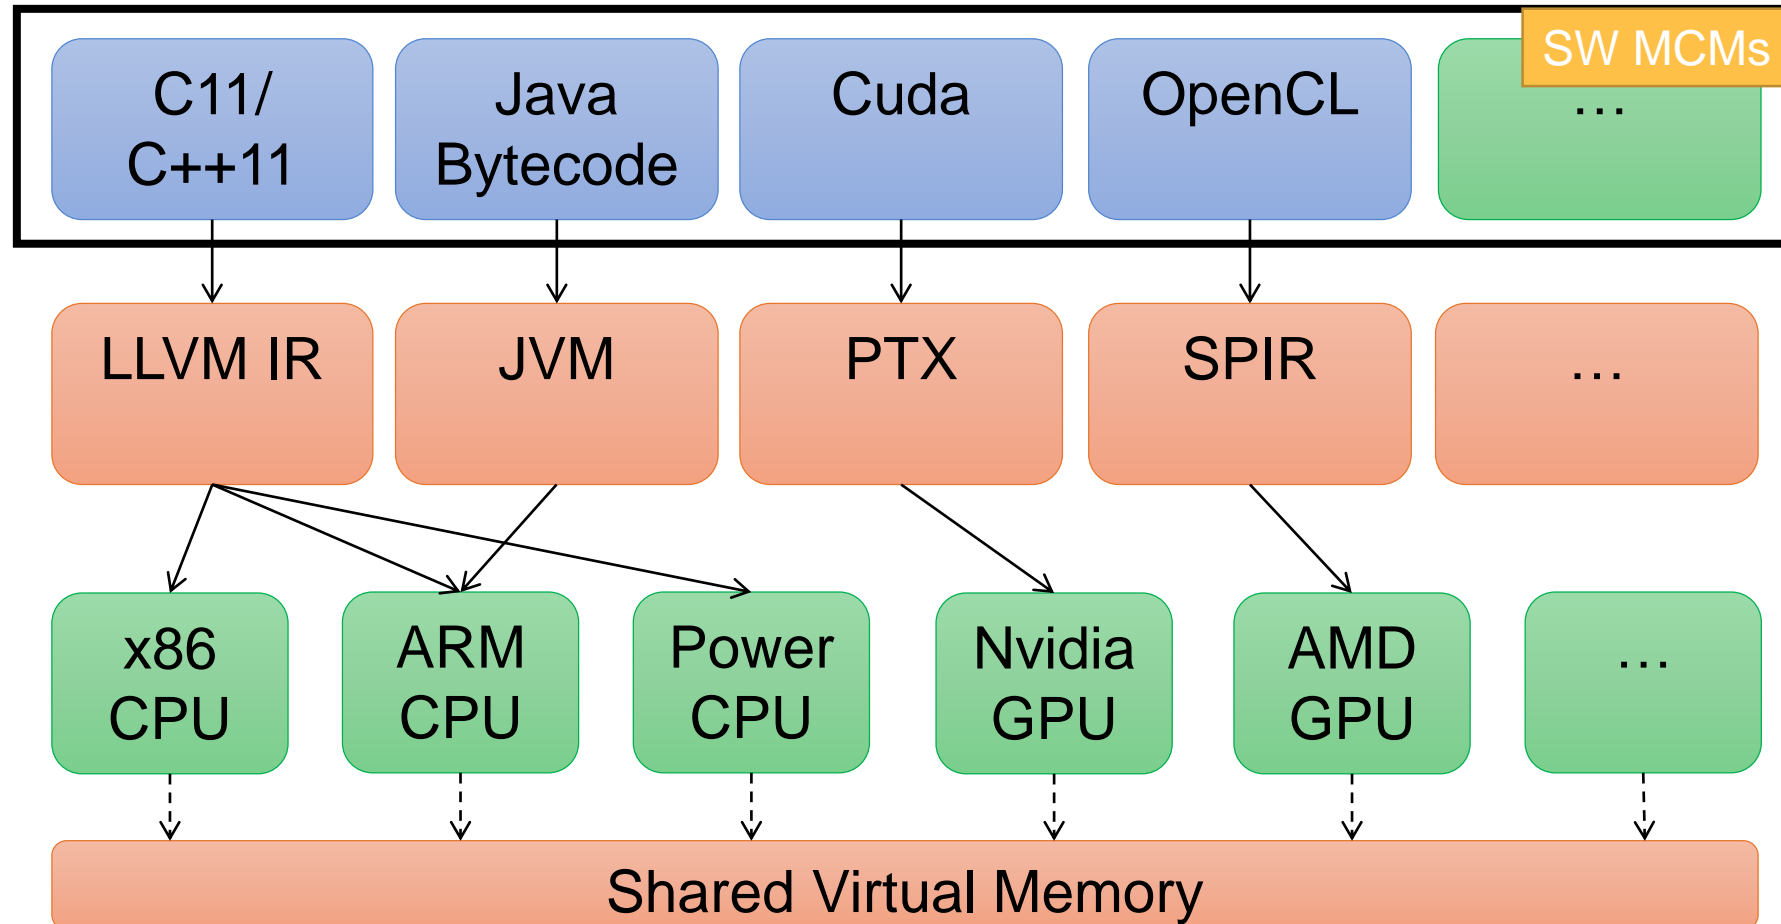 SW MCMs
C11/
C++11
Java
Bytecode
Cuda
OpenCL
…
LLVM IR
JVM
PTX
SPIR
…
x86
CPU
ARM
CPU
Power
CPU
Nvidia
GPU
AMD
GPU
…
Shared Virtual Memory